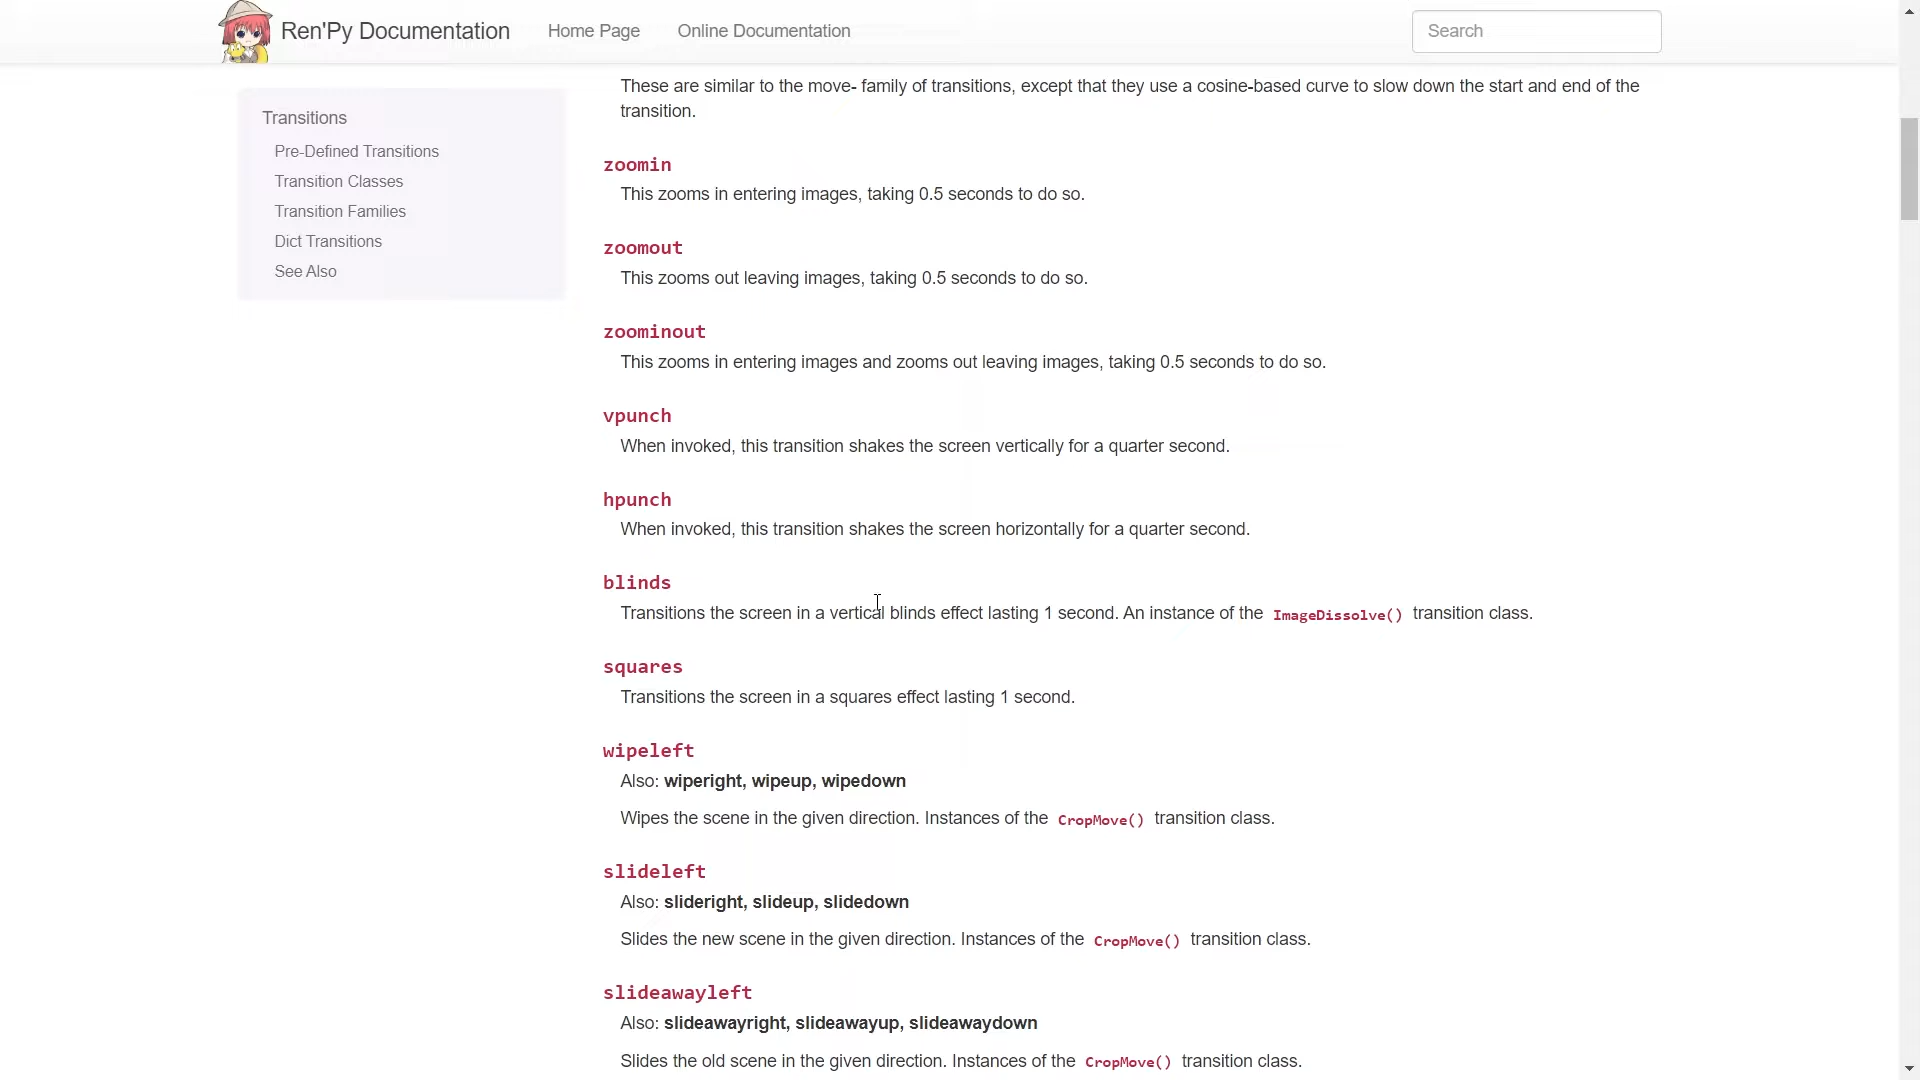 Ren'Py Documentation
Home Page
Online Documentation
Search
Transitions
Pre-Defined Transitions
Transition Classes
Transition Families
Dict Transitions
See Also
These are similar to the move- family of transitions, except that they use a cosine-based curve to slow down the start and end of the
transition.
zoomin
This zooms in entering images, taking 0.5 seconds to do so.
zoomout
This zooms out leaving images, taking 0.5 seconds to do so.
zoominout
This zooms in entering images and zooms out leaving images, taking 0.5 seconds to do so.
vpunch
When invoked, this transition shakes the screen vertically for a quarter second.
hpunch
When invoked, this transition shakes the screen horizontally for a quarter second.
blinds
Transitions the screen in a vertical blinds effect lasting 1 second. An instance of the ImageDissolve() transition class.
squares
Transitions the screen in a squares effect lasting 1 second.
wipeleft
Also: wiperight, wipeup, wipedown
Wipes the scene in the given direction. Instances of the CropMove() transition class.
slideleft
Also: slideright, slideup, slidedown
Slides the new scene in the given direction. Instances of the CropMove() transition class.
slideawayleft
Also: slideawayright, slideawayup, slideawaydown
Slides the old scene in the given direction. Instances of the CropMove() transition class.